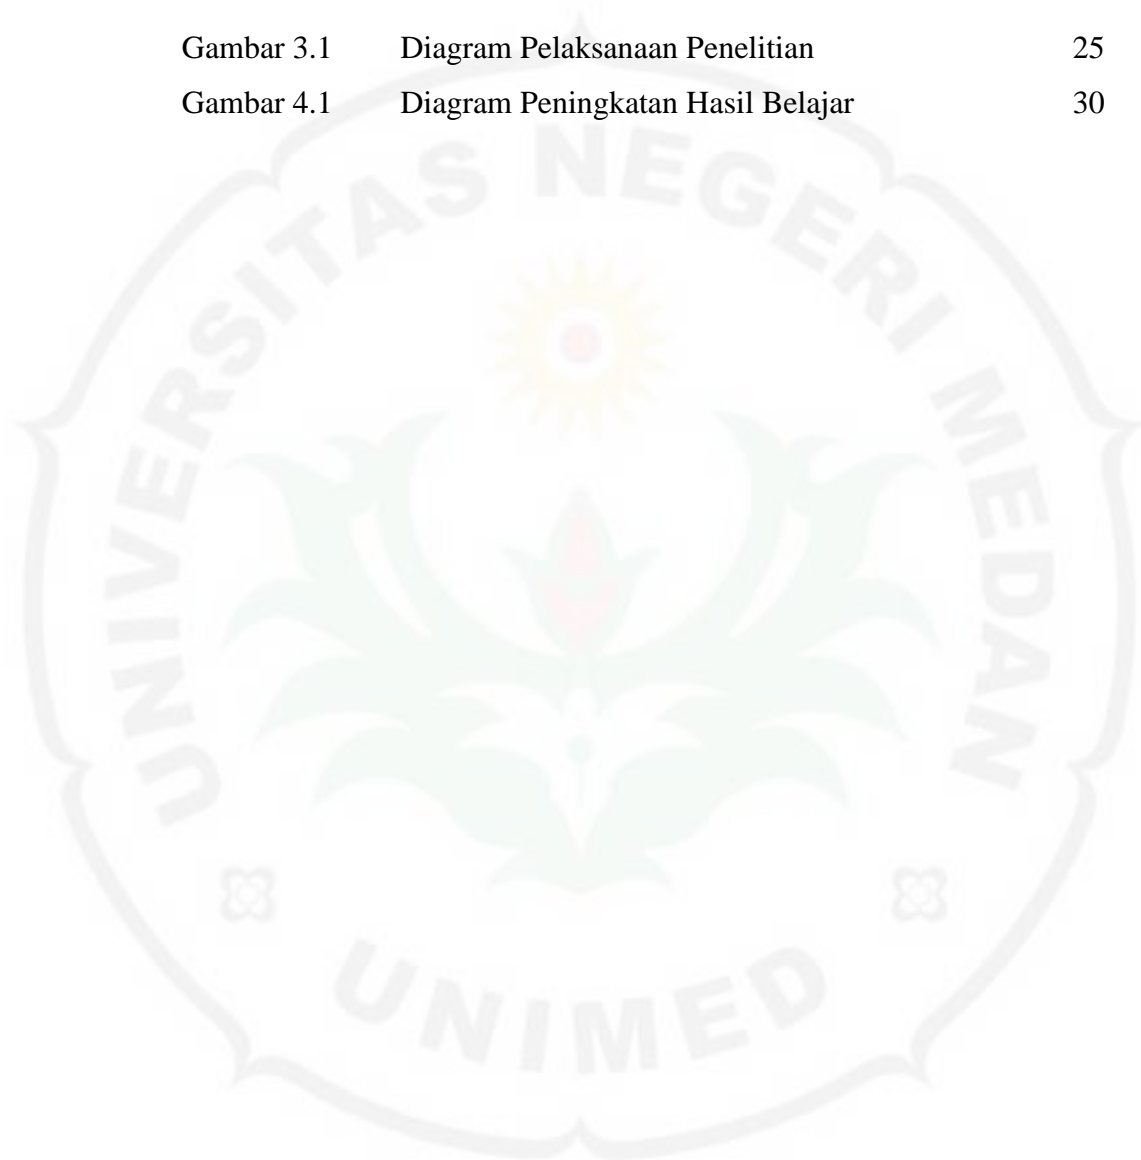 Gambar 3.1 Diagram Pelaksanaan Penelitian 25
Gambar 4.1 Diagram Peningkatan Hasil Belajar 30
UNIVERSITAS NEGERI MEDAN
UNIMED